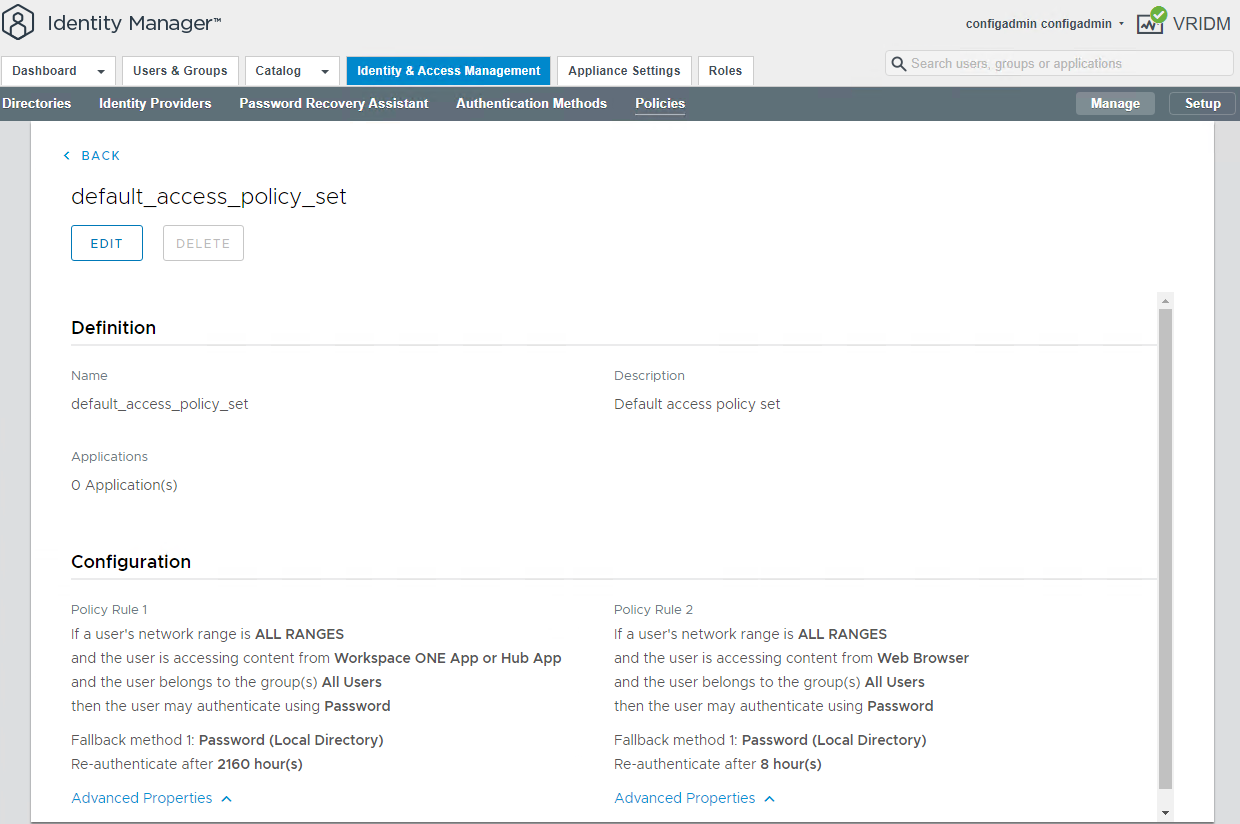 Identity Manager™
configadmin configadmin
VRIDM
Dashboard
Users & Groups
Catalog
Identity & Access Management
Appliance Settings
Roles
Search users, groups or applications
Directories
Identity Providers
Password Recovery Assistant
Authentication Methods
Policies
Manage
Setup
BACK
default_access_policy_set
EDIT
DELETE
Definition
Name
default_access_policy_set
Description
Default access policy set
Applications
0 Application(s)
Configuration
Policy Rule 1
If a user's network range is ALL RANGES
and the user is accessing content from Workspace ONE App or Hub App
and the user belongs to the group(s) All Users
then the user may authenticate using Password
Fallback method 1: Password (Local Directory)
Re-authenticate after 2160 hour(s)
Advanced Properties
Policy Rule 2
If a user's network range is ALL RANGES
and the user is accessing content from Web Browser
and the user belongs to the group(s) All Users
then the user may authenticate using Password
Fallback method 1: Password (Local Directory)
Re-authenticate after 8 hour(s)
Advanced Properties